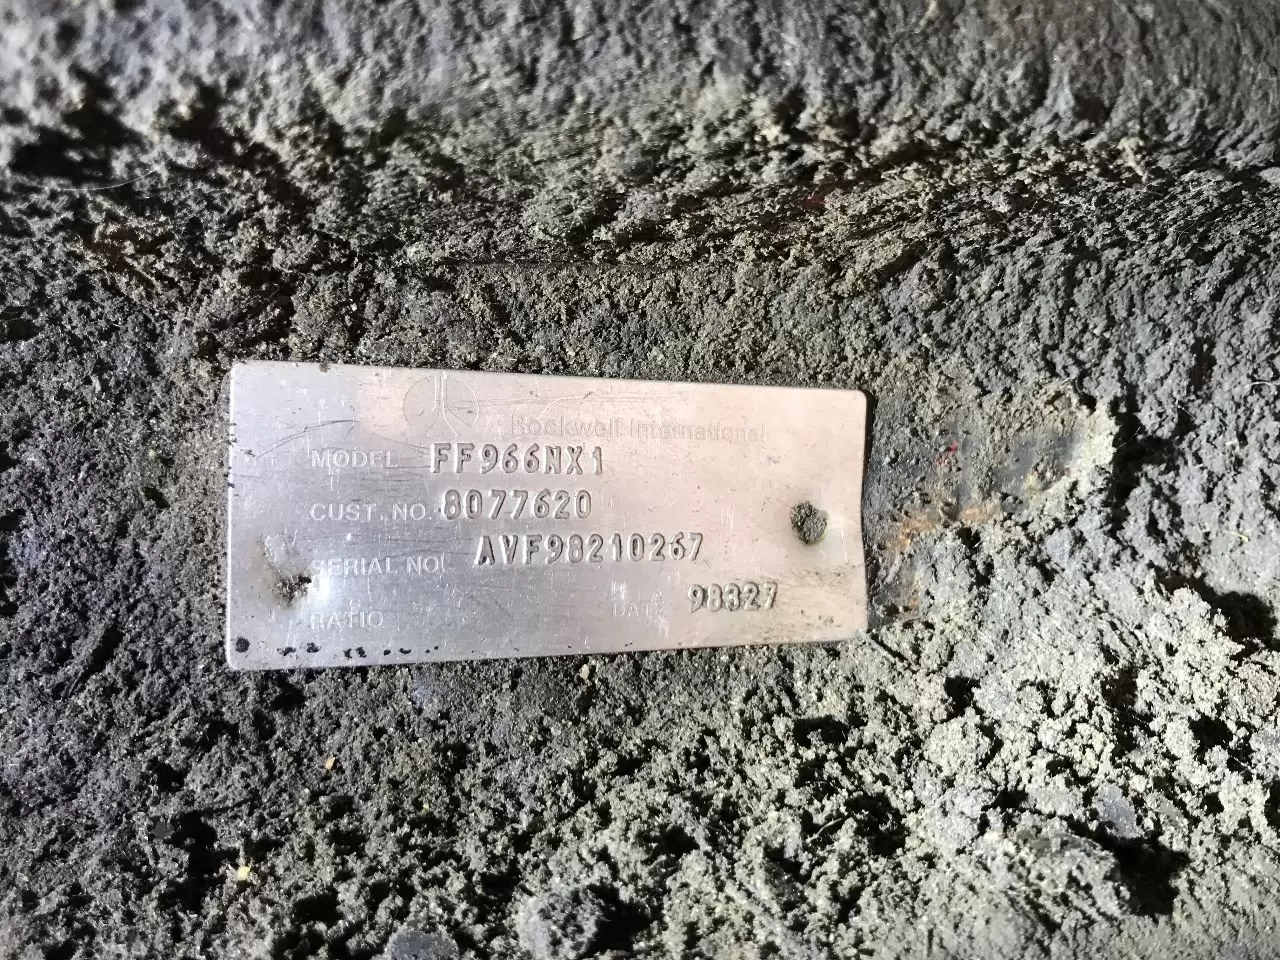 Rockwell International
MODEL FF966NX1
CUST. NO. 8077620
SERIAL NO. AVF98210267
RATIO DATE 98327